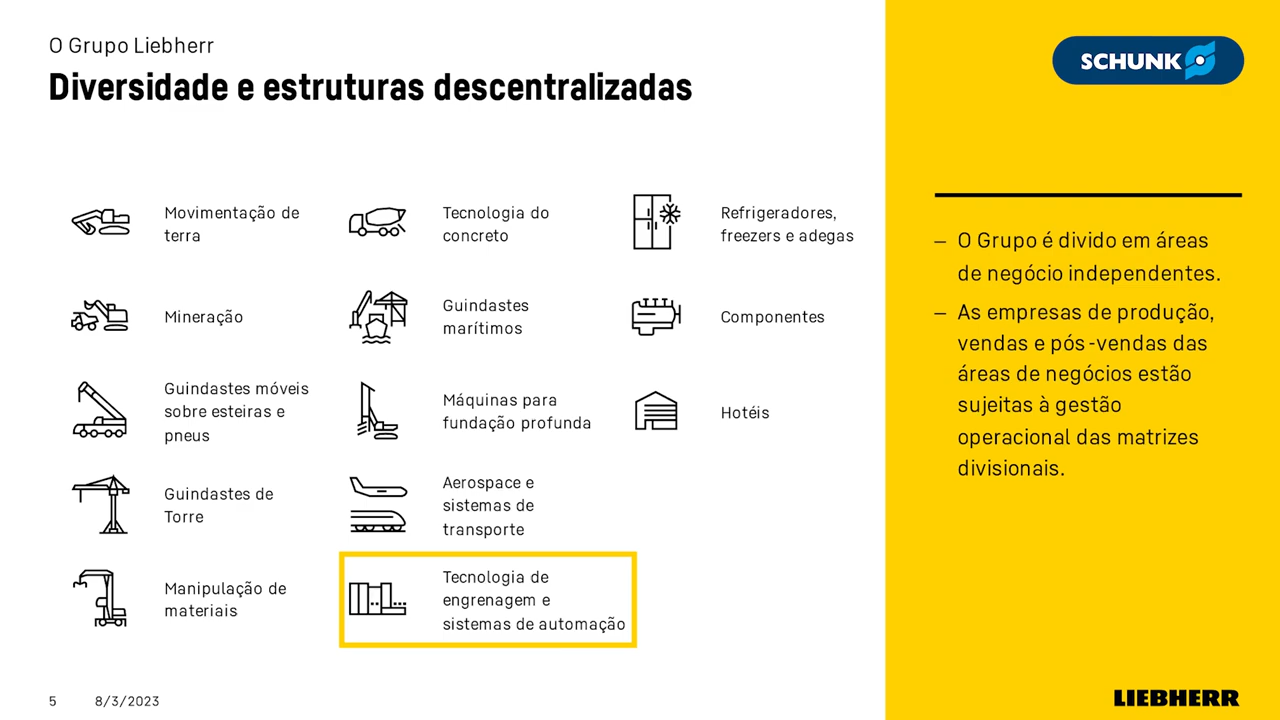 O Grupo Liebherr
Diversidade e estruturas descentralizadas
SCHUNK
Movimentação de
terra
Mineração
Guindastes móveis
sobre esteiras e
pneus
Guindastes de
Torre
Manipulação de
materiais
Tecnologia do
concreto
Guindastes
marítimos
Máquinas para
fundação profunda
Aerospace e
sistemas de
transporte
Tecnologia de
engrenagem e
sistemas de automação
Refrigeradores,
freezers e adegas
Componentes
Hotéis
– O Grupo é divido em áreas
de negócio independentes.
– As empresas de produção,
vendas e pós-vendas das
áreas de negócios estão
sujeitas à gestão
operacional das matrizes
divisionais.
5 8/3/2023
LIEBHERR